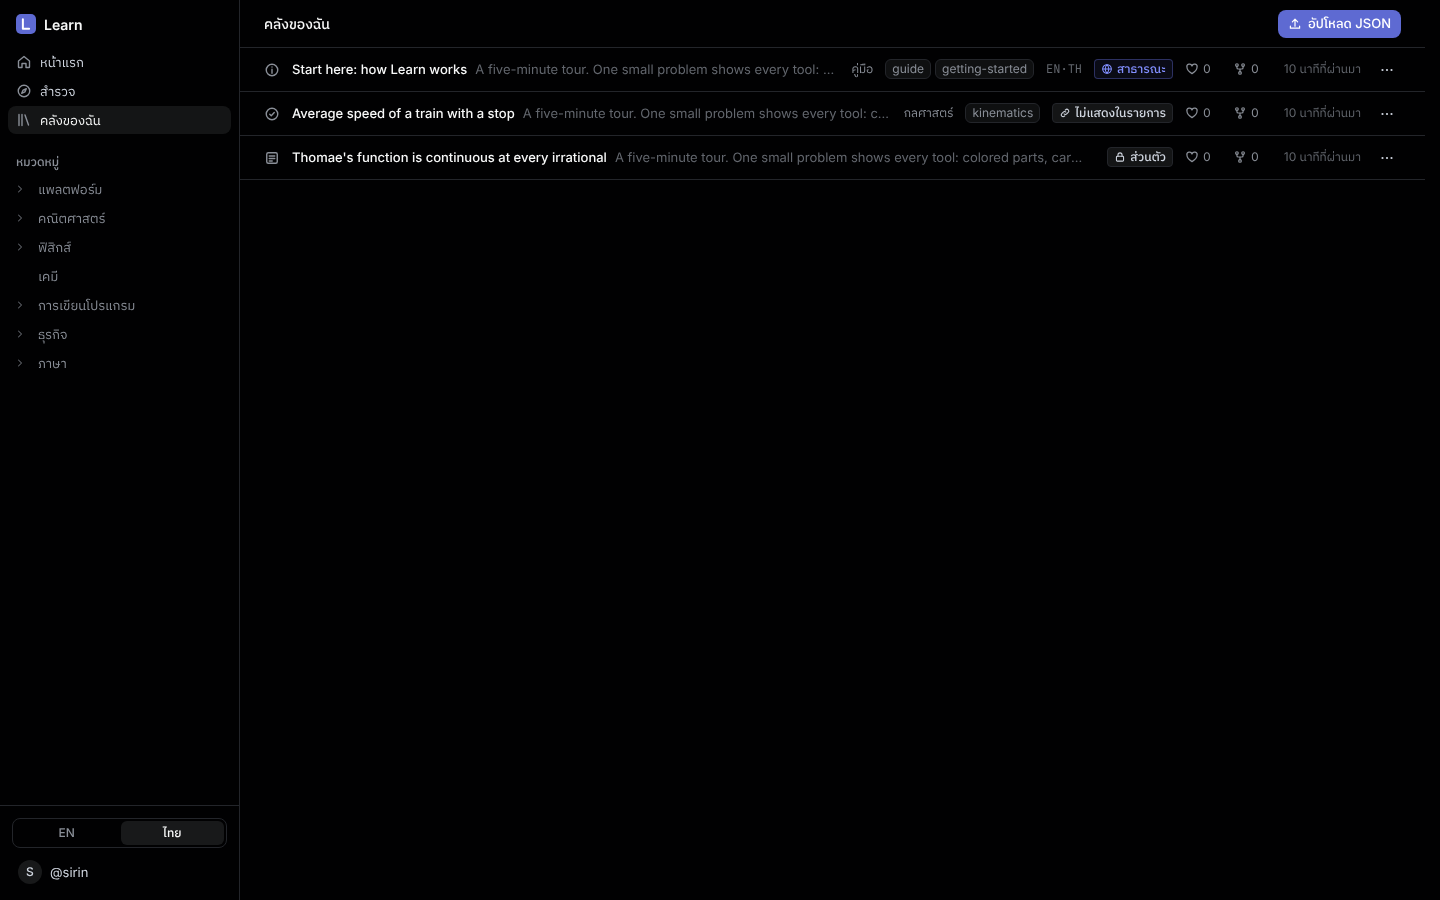 L Learn
หน้าแรก
สำรวจ
คลังของฉัน
หมวดหมู่
แพลตฟอร์ม
คณิตศาสตร์
ฟิสิกส์
เคมี
การเขียนโปรแกรม
ธุรกิจ
ภาษา
EN ไทย
S @sirin
คลังของฉัน อัปโหลด JSON
Start here: how Learn works A five-minute tour. One small problem shows every tool: ... คู่มือ guide getting-started EN·TH สาธารณะ 0 0 10 นาทีที่ผ่านมา
Average speed of a train with a stop A five-minute tour. One small problem shows every tool: c... กลศาสตร์ kinematics ไม่แสดงในรายการ 0 0 10 นาทีที่ผ่านมา
Thomae's function is continuous at every irrational A five-minute tour. One small problem shows every tool: colored parts, car... ส่วนตัว 0 0 10 นาทีที่ผ่านมา